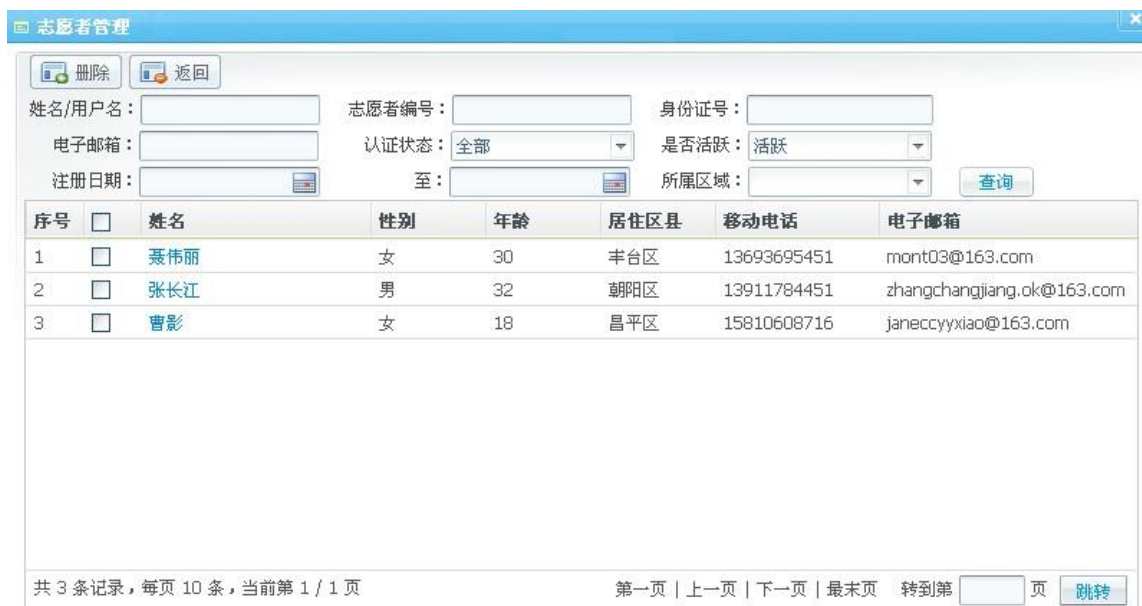 志愿者管理
删除 返回
姓名/用户名： 志愿者编号： 身份证号：
电子邮箱： 认证状态：全部 是否活跃：活跃
注册日期： 至： 所属区域： 查询
序号 姓名 性别 年龄 居住区县 移动电话 电子邮箱
1 聂伟丽 女 30 丰台区 13693695451 mont03@163.com
2 张长江 男 32 朝阳区 13911784451 zhangchangjiang.ok@163.com
3 曹影 女 18 昌平区 15810608716 janeccyyxiao@163.com
共 3 条记录，每页 10 条，当前第 1 / 1 页 第一页 | 上一页 | 下一页 | 最末页 转到第 页 跳转